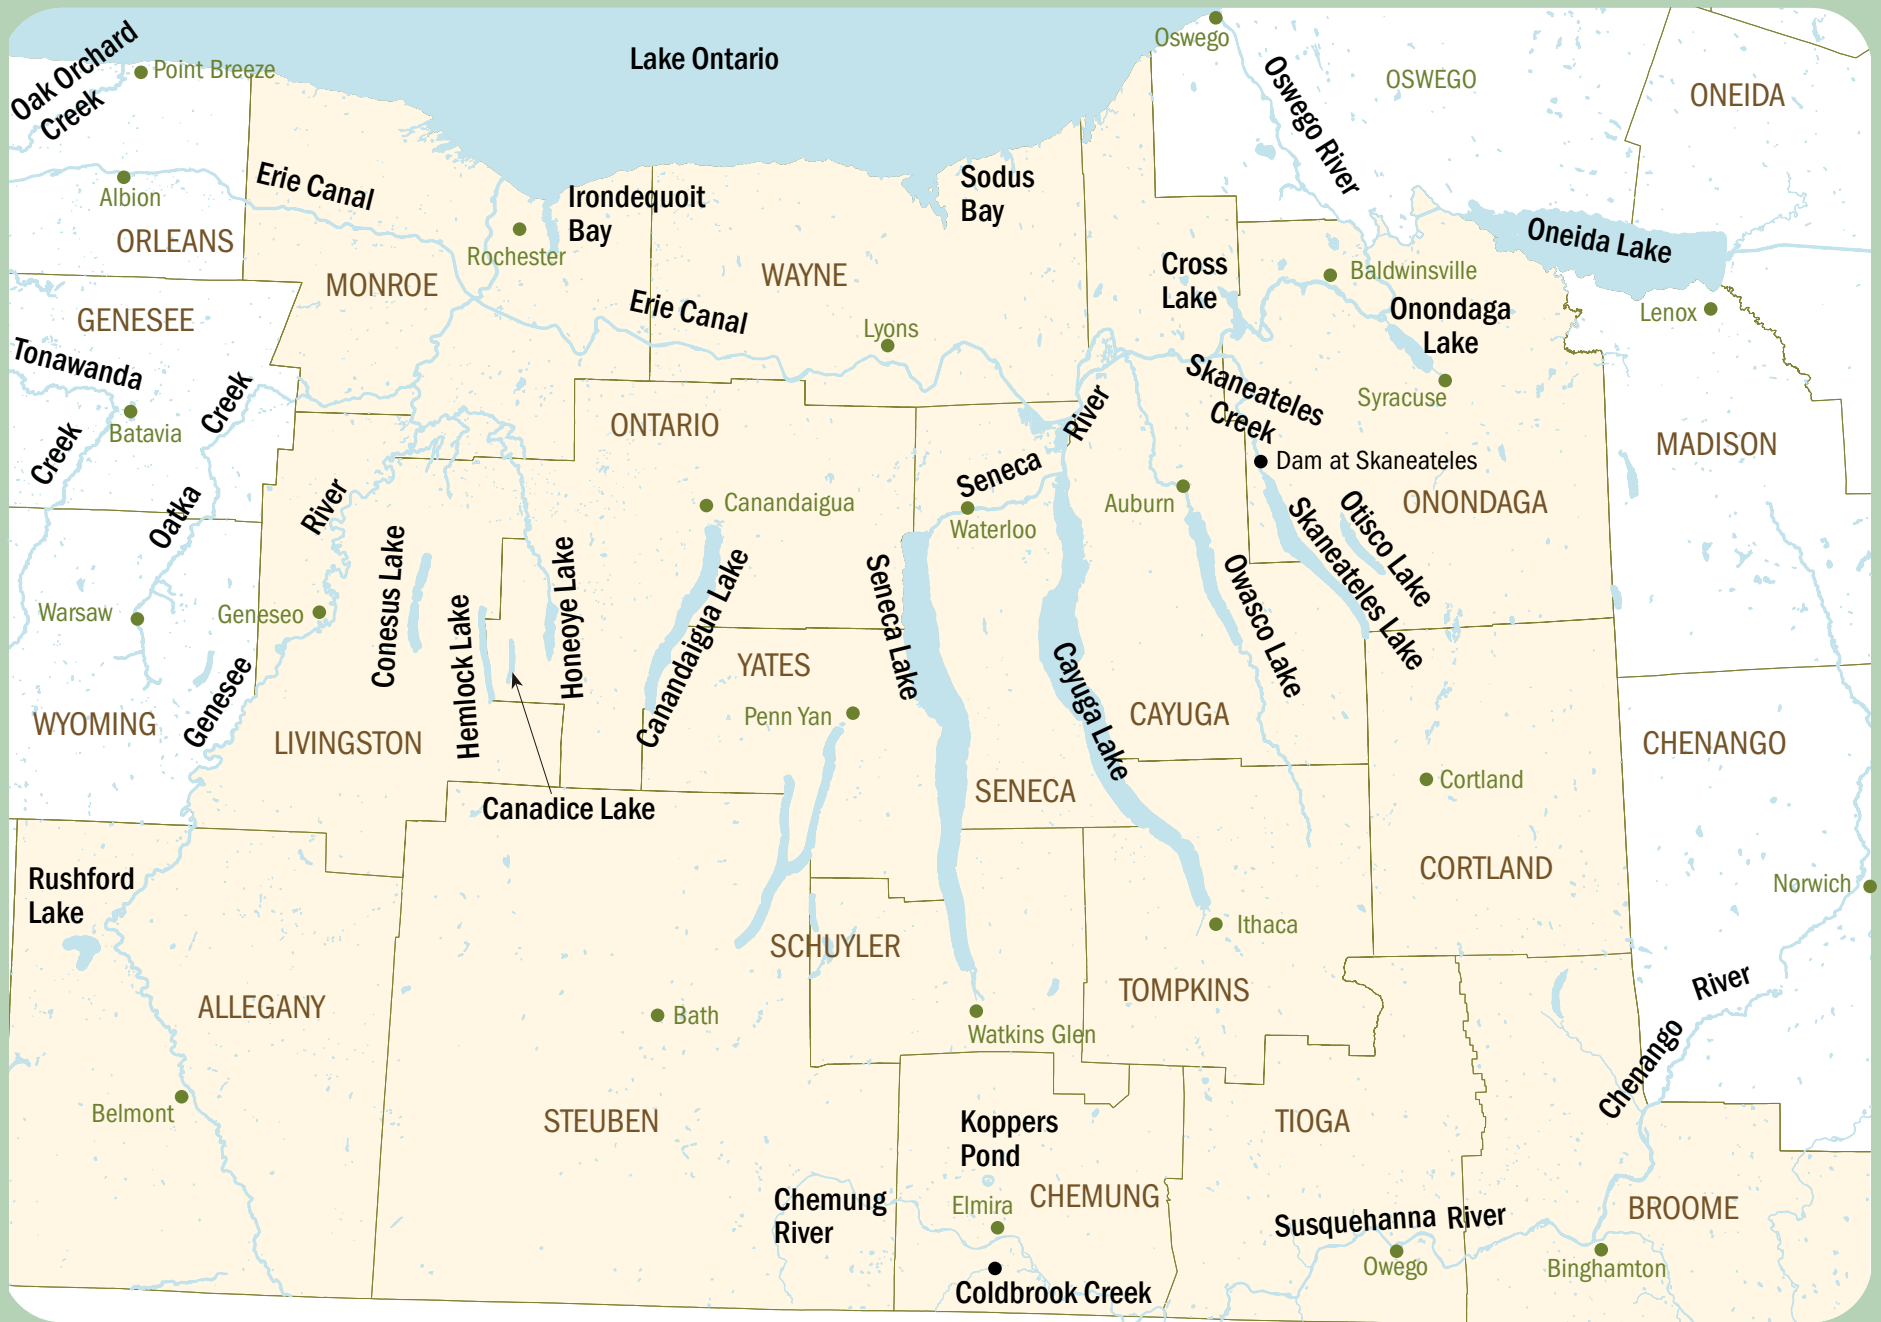 Oak Orchard
Creek
Point Breeze
Lake Ontario
Oswego
Oswego River
OSWEGO
ONEIDA
Albion
ORLEANS
Erie Canal
Irondequoit
Bay
Rochester
MONROE
Sodus
Bay
WAYNE
Erie Canal
Lyons
Cross
Lake
Baldwinsville
Onondaga
Lake
Syracuse
Oneida Lake
Lenox
GENESEE
Tonawanda
Creek
Batavia
Oatka
Creek
ONTARIO
Canandaigua
Seneca
River
Waterloo
Skaneateles
Creek
Dam at Skaneateles
Auburn
ONONDAGA
MADISON
Warsaw
WYOMING
Genesee
River
Geneseo
LIVINGSTON
Conesus Lake
Hemlock Lake
Canadice Lake
Honeoye Lake
Canandaigua Lake
YATES
Penn Yan
Seneca Lake
SENECA
Cayuga Lake
CAYUGA
Owasco Lake
Skaneateles Lake
Otisco Lake
Cortland
CORTLAND
CHENANGO
Norwich
Rushford
Lake
ALLEGANY
Belmont
STEUBEN
Bath
SCHUYLER
Watkins Glen
Ithaca
TOMPKINS
Chenango
River
Koppers
Pond
Elmira
CHEMUNG
Chemung
River
Coldbrook Creek
TIOGA
Susquehanna River
Owego
BROOME
Binghamton